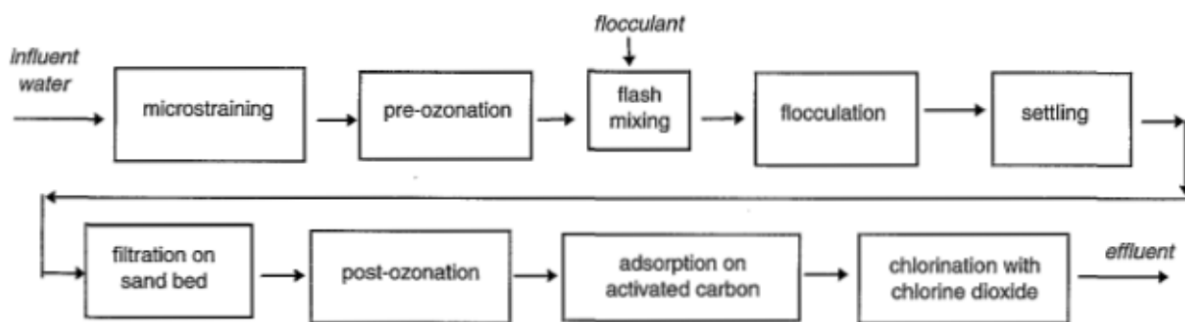 flocculant
influent
water
microstraining
pre-ozonation
flash
mixing
flocculation
settling
filtration on
sand bed
post-ozonation
adsorption on
activated carbon
chlorination with
chlorine dioxide
effluent